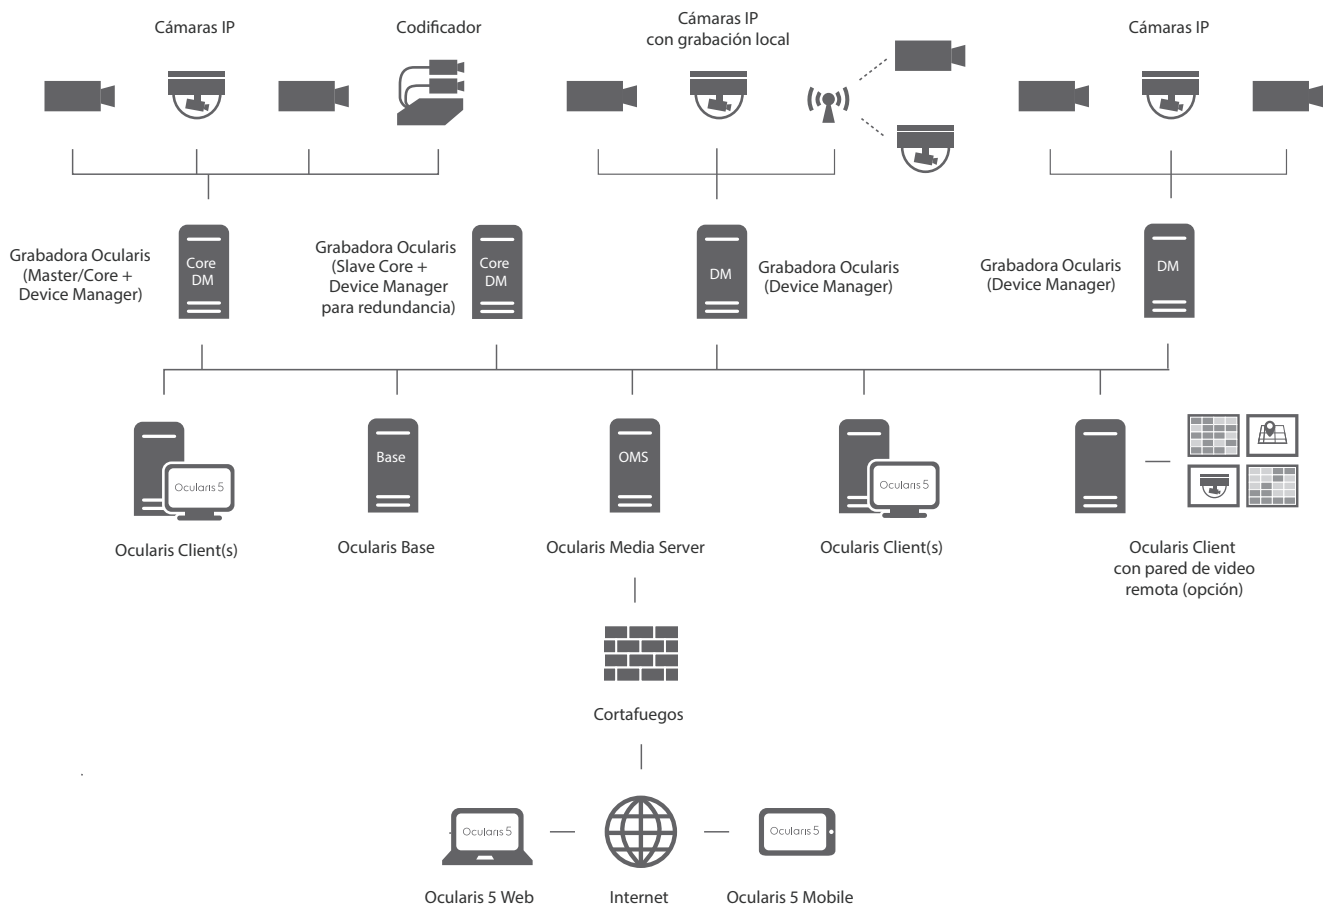 Cámaras IP
Codificador
Cámaras IP
con grabación local
Cámaras IP
Grabadora Ocularis
(Master/Core +
Device Manager)
Core
DM
Grabadora Ocularis
(Slave Core +
Device Manager
para redundancia)
Core
DM
DM
Grabadora Ocularis
(Device Manager)
Grabadora Ocularis
(Device Manager)
DM
Ocularis 5
Base
OMS
Ocularis 5
Ocularis Client(s)
Ocularis Base
Ocularis Media Server
Ocularis Client(s)
Ocularis Client
con pared de video
remota (opción)
Cortafuegos
Ocularis 5
Ocularis 5
Ocularis 5 Web
Internet
Ocularis 5 Mobile